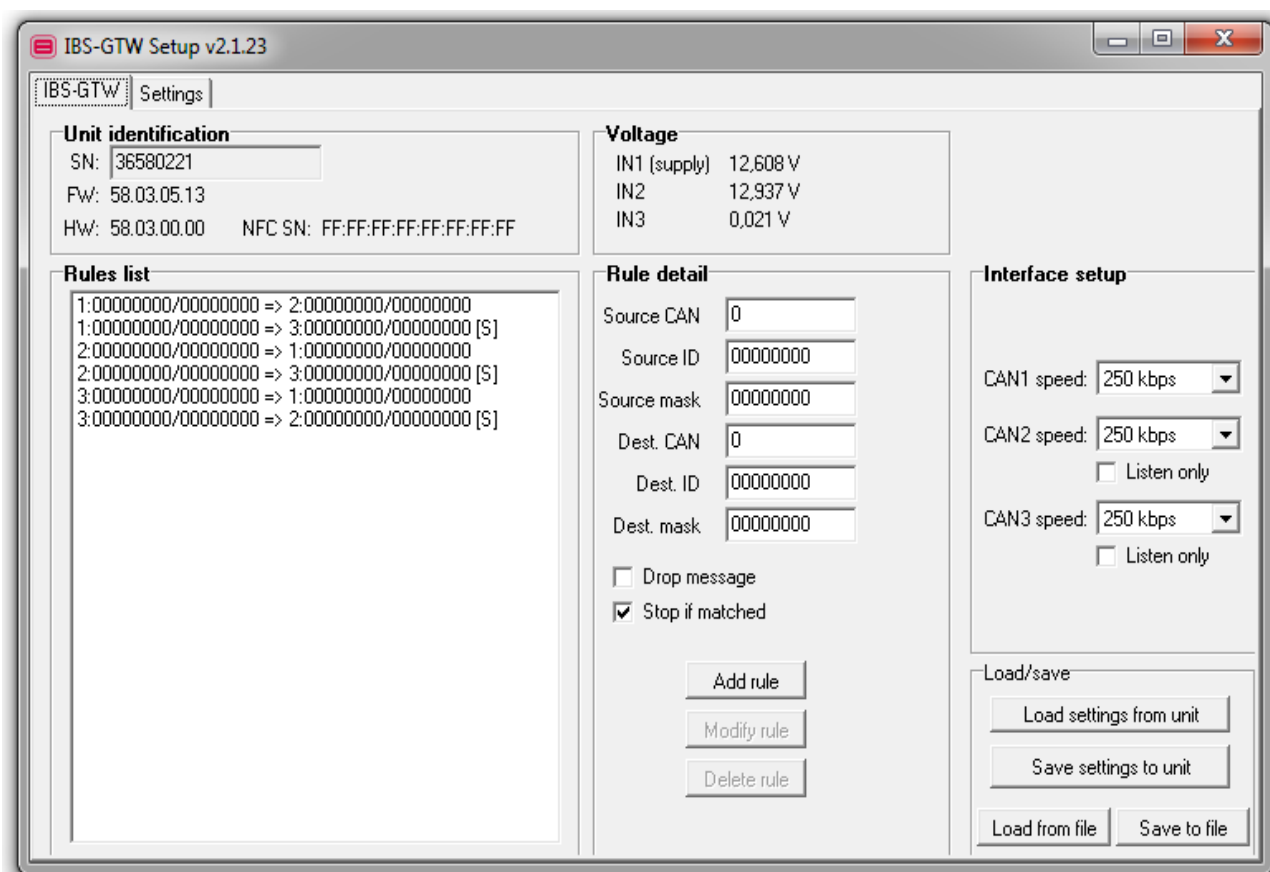 IBS-GTW Setup v2.1.23
IBS-GTW Settings
Unit identification
SN: 36580221
FW: 58.03.05.13
HW: 58.03.00.00 NFC SN: FF:FF:FF:FF:FF:FF:FF:FF
Voltage
IN1 (supply) 12,608 V
IN2 12,937 V
IN3 0,021 V
Rules list
1:00000000/00000000 => 2:00000000/00000000
1:00000000/00000000 => 3:00000000/00000000 [S]
2:00000000/00000000 => 1:00000000/00000000
2:00000000/00000000 => 3:00000000/00000000 [S]
3:00000000/00000000 => 1:00000000/00000000
3:00000000/00000000 => 2:00000000/00000000 [S]
Rule detail
Source CAN 0
Source ID 00000000
Source mask 00000000
Dest. CAN 0
Dest. ID 00000000
Dest. mask 00000000
Drop message
Stop if matched
Add rule
Modify rule
Delete rule
Interface setup
CAN1 speed: 250 kbps
CAN2 speed: 250 kbps
Listen only
CAN3 speed: 250 kbps
Listen only
Load/save
Load settings from unit
Save settings to unit
Load from file Save to file